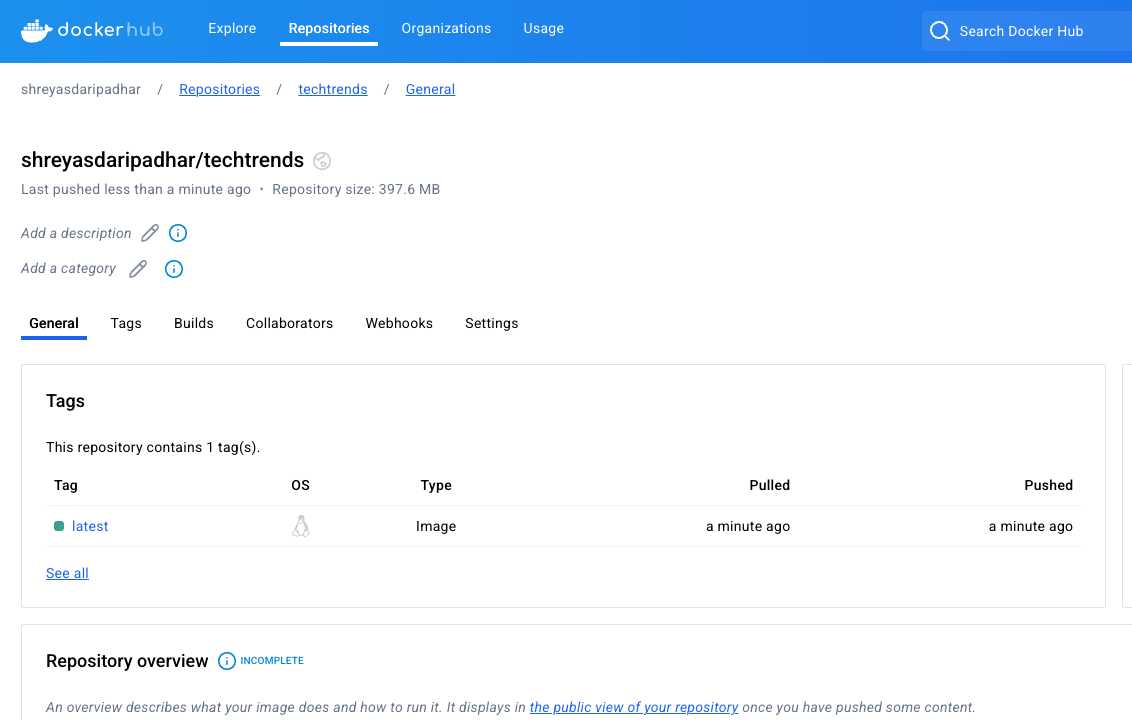 dockerhub Explore Repositories Organizations Usage Search Docker Hub
shreyasdaripadhar / Repositories / techtrends / General
shreyasdaripadhar/techtrends
Last pushed less than a minute ago • Repository size: 397.6 MB
Add a description
Add a category
General Tags Builds Collaborators Webhooks Settings
Tags
This repository contains 1 tag(s).
Tag OS Type Pulled Pushed
latest Image a minute ago a minute ago
See all
Repository overview INCOMPLETE
An overview describes what your image does and how to run it. It displays in the public view of your repository once you have pushed some content.